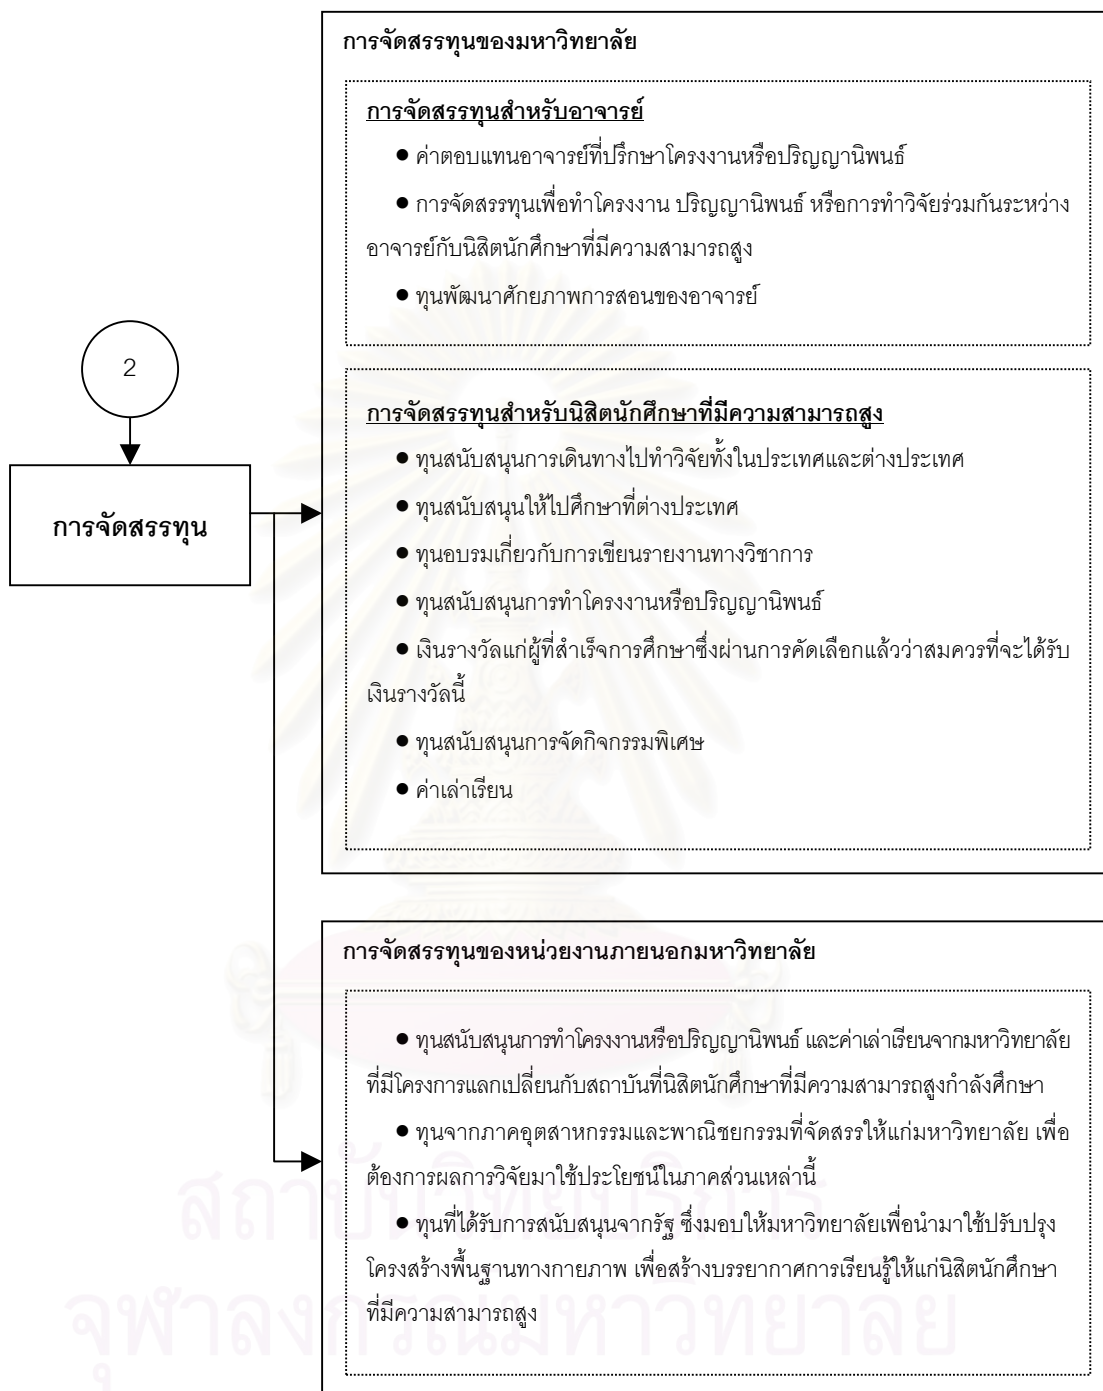 การจัดสรรทุนของมหาวิทยาลัย
การจัดสรรทุนสำหรับอาจารย์
● ค่าตอบแทนอาจารย์ที่ปรึกษาโครงงานหรือปริญญานิพนธ์
● การจัดสรรทุนเพื่อทำโครงงาน ปริญญานิพนธ์ หรือการทำวิจัยร่วมกันระหว่าง
อาจารย์กับนิสิตนักศึกษาที่มีความสามารถสูง
● ทุนพัฒนาศักยภาพการสอนของอาจารย์
2
การจัดสรรทุน
การจัดสรรทุนสำหรับนิสิตนักศึกษาที่มีความสามารถสูง
● ทุนสนับสนุนการเดินทางไปทำวิจัยทั้งในประเทศและต่างประเทศ
● ทุนสนับสนุนให้ไปศึกษาที่ต่างประเทศ
● ทุนอบรมเกี่ยวกับการเขียนรายงานทางวิชาการ
● ทุนสนับสนุนการทำโครงงานหรือปริญญานิพนธ์
● เงินรางวัลแก่ผู้ที่สำเร็จการศึกษาซึ่งผ่านการคัดเลือกแล้วว่าสมควรที่จะได้รับ
เงินรางวัลนี้
● ทุนสนับสนุนการจัดกิจกรรมพิเศษ
● ค่าเล่าเรียน
การจัดสรรทุนของหน่วยงานภายนอกมหาวิทยาลัย
● ทุนสนับสนุนการทำโครงงานหรือปริญญานิพนธ์ และค่าเล่าเรียนจากมหาวิทยาลัย
ที่มีโครงการแลกเปลี่ยนกับสถาบันที่นิสิตนักศึกษาที่มีความสามารถสูงกำลังศึกษา
● ทุนจากภาคอุตสาหกรรมและพาณิชยกรรมที่จัดสรรให้แก่มหาวิทยาลัย เพื่อ
ต้องการผลการวิจัยมาใช้ประโยชน์ในภาคส่วนเหล่านี้
● ทุนที่ได้รับการสนับสนุนจากรัฐ ซึ่งมอบให้มหาวิทยาลัยเพื่อนำมาใช้ปรับปรุง
โครงสร้างพื้นฐานทางกายภาพ เพื่อสร้างบรรยากาศการเรียนรู้ให้แก่นิสิตนักศึกษา
ที่มีความสามารถสูง
สถาบันวิทยบริการ
จุฬาลงกรณ์มหาวิทยาลัย